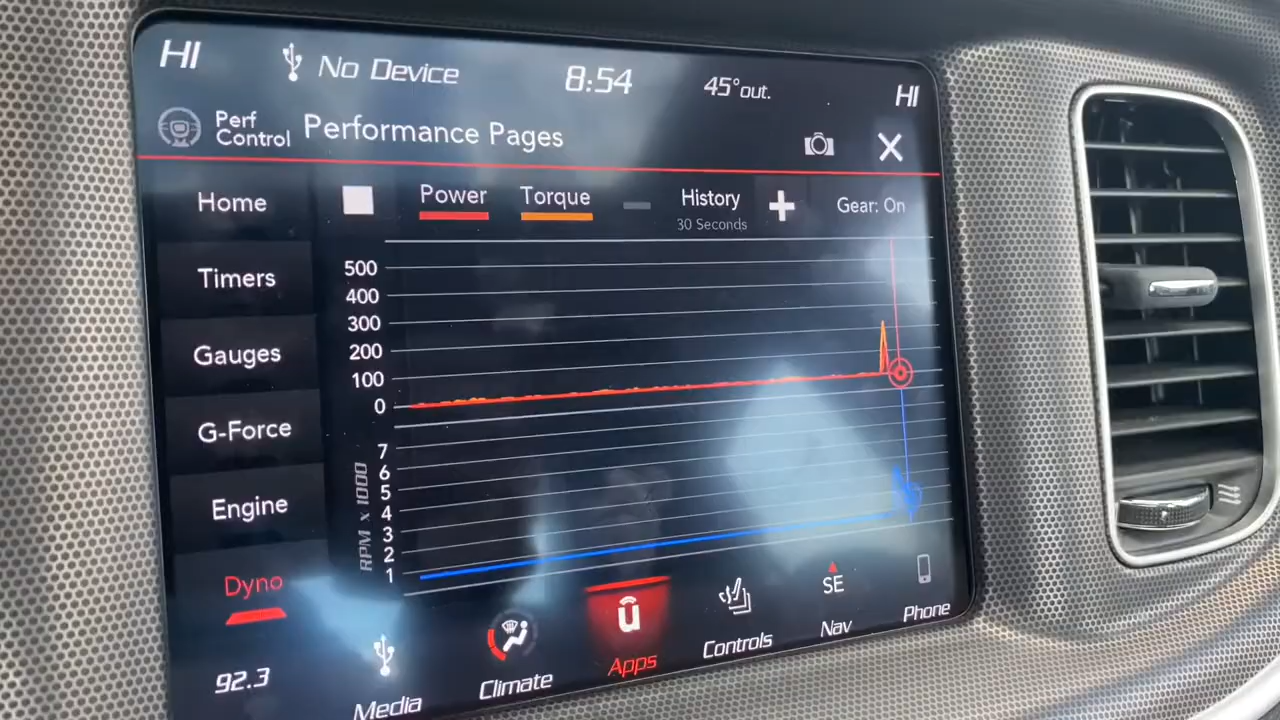 HI No Device 8:54 45°out. HI
Perf Control Performance Pages
Home Power Torque History Gear: On
30 Seconds
Timers
Gauges
G-Force
Engine
Dyno
92.3
500
400
300
200
100
0
RPM x 1000
7
6
5
4
3
2
1
Media Climate Apps Controls Nav Phone
SE